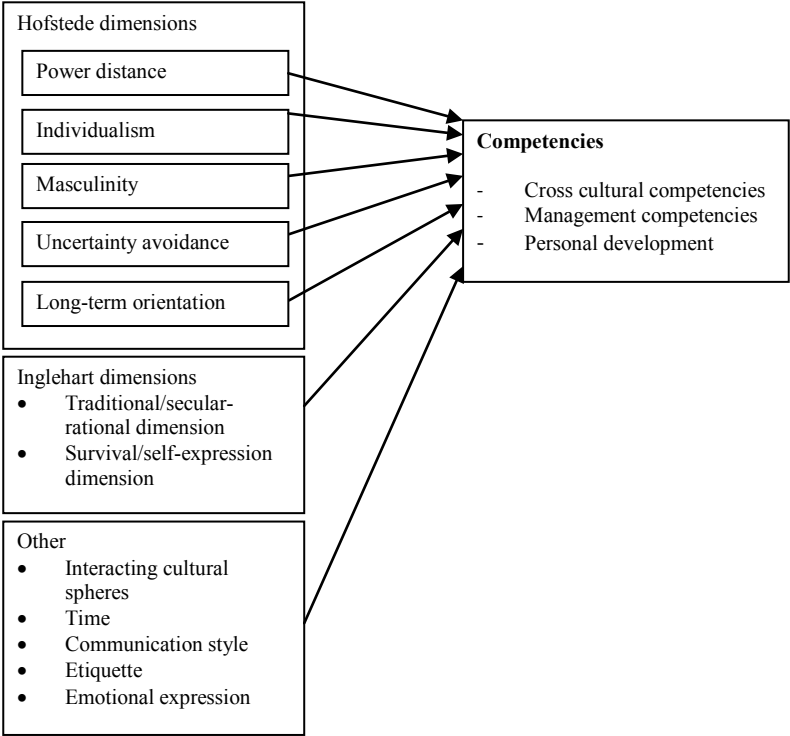 Hofstede dimensions
Power distance
Individualism
Masculinity
Uncertainty avoidance
Long-term orientation
Inglehart dimensions
• Traditional/secular-
rational dimension
• Survival/self-expression
dimension
Other
• Interacting cultural
spheres
• Time
• Communication style
• Etiquette
• Emotional expression
Competencies
- Cross cultural competencies
- Management competencies
- Personal development